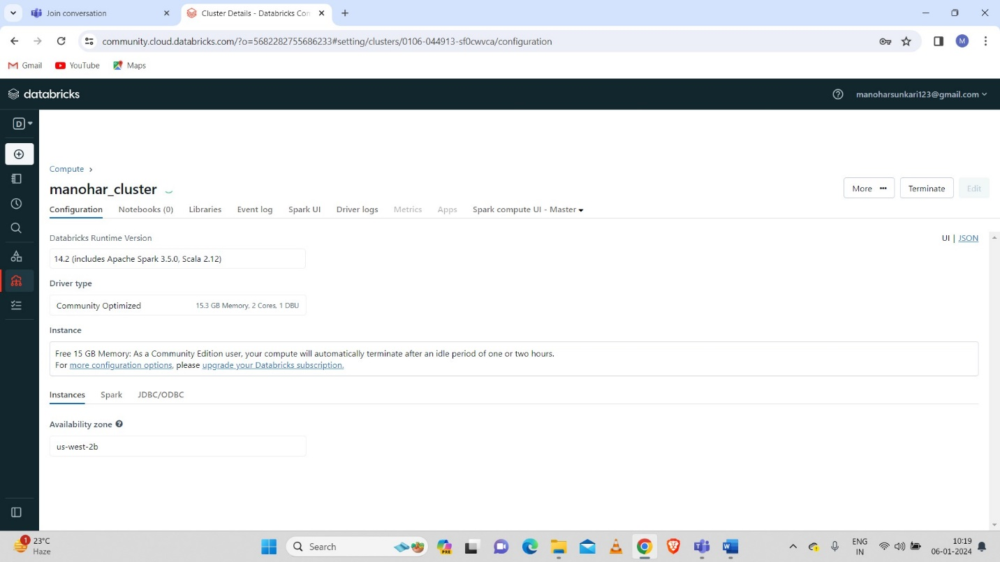 Join conversation
Cluster Details - Databricks Con
community.cloud.databricks.com/?o=5682282755686233#setting/clusters/0106-044913-sf0cwvca/configuration
M
Gmail YouTube Maps
databricks
manoharsunkari123@gmail.com
D
Compute ›
manohar_cluster
More ••• Terminate Edit
Configuration Notebooks (0) Libraries Event log Spark UI Driver logs Metrics Apps Spark compute UI - Master
Databricks Runtime Version
UI | JSON
14.2 (includes Apache Spark 3.5.0, Scala 2.12)
Driver type
Community Optimized 15.3 GB Memory, 2 Cores, 1 DBU
Instance
Free 15 GB Memory: As a Community Edition user, your compute will automatically terminate after an idle period of one or two hours.
For more configuration options, please upgrade your Databricks subscription.
Instances Spark JDBC/ODBC
Availability zone
us-west-2b
1
23°C
Haze
Search
PRE
ENG
IN
10:19
06-01-2024